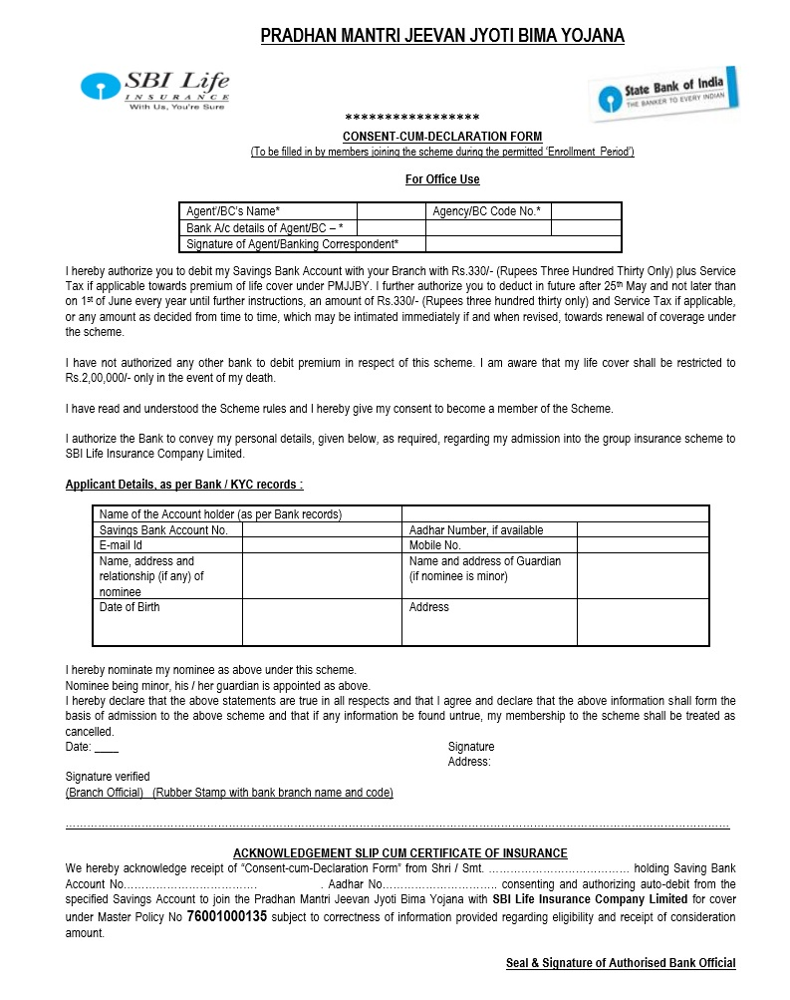 PRADHAN MANTRI JEEVAN JYOTI BIMA YOJANA
SBI Life
INSURANCE
With Us, You're Sure
State Bank of India
THE BANKER TO EVERY INDIAN
*****************
CONSENT-CUM-DECLARATION FORM
(To be filled in by members joining the scheme during the permitted ‘Enrollment Period’)
For Office Use
Agent’/BC’s Name* Agency/BC Code No.*
Bank A/c details of Agent/BC – *
Signature of Agent/Banking Correspondent*
I hereby authorize you to debit my Savings Bank Account with your Branch with Rs.330/- (Rupees Three Hundred Thirty Only) plus Service
Tax if applicable towards premium of life cover under PMJJBY. I further authorize you to deduct in future after 25th May and not later than
on 1st of June every year until further instructions, an amount of Rs.330/- (Rupees three hundred thirty only) and Service Tax if applicable,
or any amount as decided from time to time, which may be intimated immediately if and when revised, towards renewal of coverage under
the scheme.
I have not authorized any other bank to debit premium in respect of this scheme. I am aware that my life cover shall be restricted to
Rs.2,00,000/- only in the event of my death.
I have read and understood the Scheme rules and I hereby give my consent to become a member of the Scheme.
I authorize the Bank to convey my personal details, given below, as required, regarding my admission into the group insurance scheme to
SBI Life Insurance Company Limited.
Applicant Details, as per Bank / KYC records :
Name of the Account holder (as per Bank records)
Savings Bank Account No. Aadhar Number, if available
E-mail Id Mobile No.
Name, address and Name and address of Guardian
relationship (if any) of (if nominee is minor)
nominee
Date of Birth Address
I hereby nominate my nominee as above under this scheme.
Nominee being minor, his / her guardian is appointed as above.
I hereby declare that the above statements are true in all respects and that I agree and declare that the above information shall form the
basis of admission to the above scheme and that if any information be found untrue, my membership to the scheme shall be treated as
cancelled.
Date: ____ Signature
Address:
Signature verified
(Branch Official) (Rubber Stamp with bank branch name and code)
ACKNOWLEDGEMENT SLIP CUM CERTIFICATE OF INSURANCE
We hereby acknowledge receipt of “Consent-cum-Declaration Form” from Shri / Smt. ………………………………… holding Saving Bank
Account No………………………………. . Aadhar No………………………….. consenting and authorizing auto-debit from the
specified Savings Account to join the Pradhan Mantri Jeevan Jyoti Bima Yojana with SBI Life Insurance Company Limited for cover
under Master Policy No 76001000135 subject to correctness of information provided regarding eligibility and receipt of consideration
amount.
Seal & Signature of Authorised Bank Official